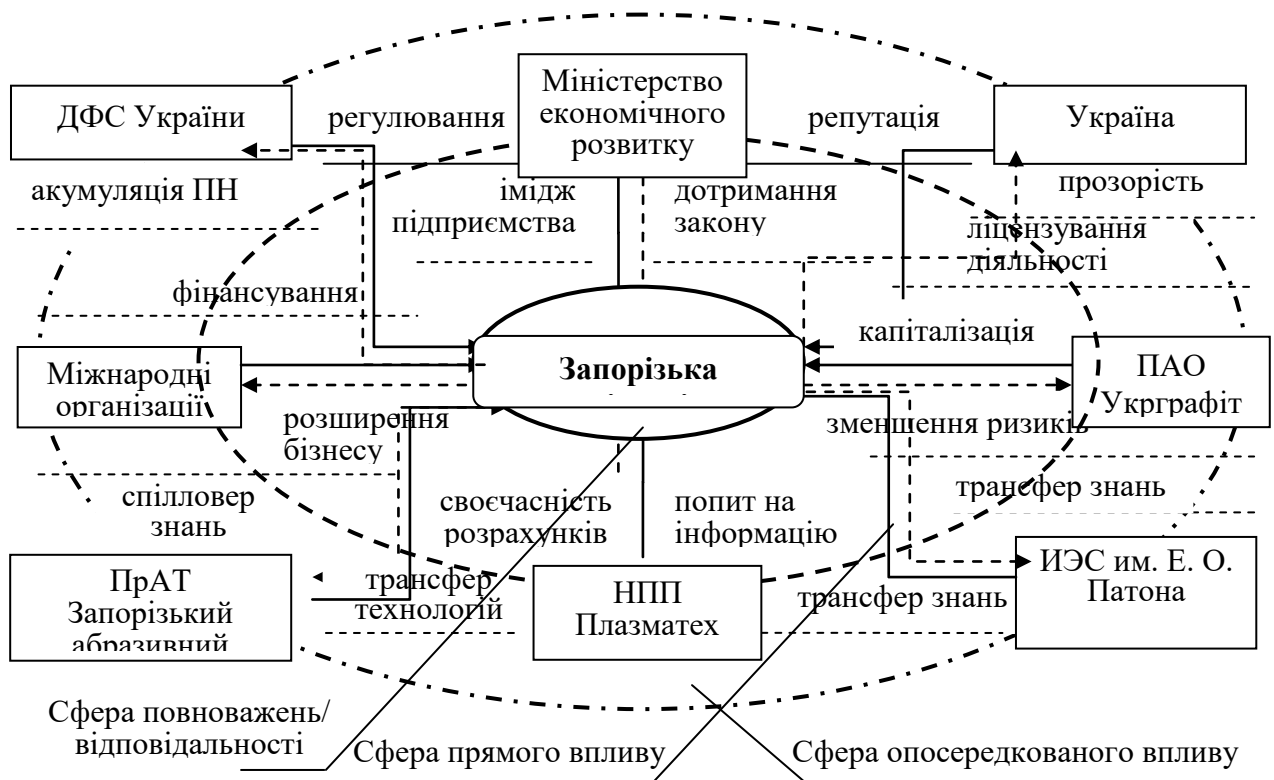 Міністерство
економічного
розвитку
ДФС України
регулювання
репутація
Україна
акумуляція ПН
імідж
підприємства
дотримання
закону
прозорість
ліцензування
діяльності
фінансування
капіталізація
Міжнародні
організації
Запорізька
ПАО
Укрграфіт
розширення
бізнесу
зменшення ризиків
спілловер
знань
своєчасність
розрахунків
попит на
інформацію
трансфер знань
ПрАТ
Запорізький
абразивний
трансфер
технологій
НПП
Плазматех
трансфер знань
ИЭС им. Е. О.
Патона
Сфера повноважень/
відповідальності
Сфера прямого впливу
Сфера опосередкованого впливу